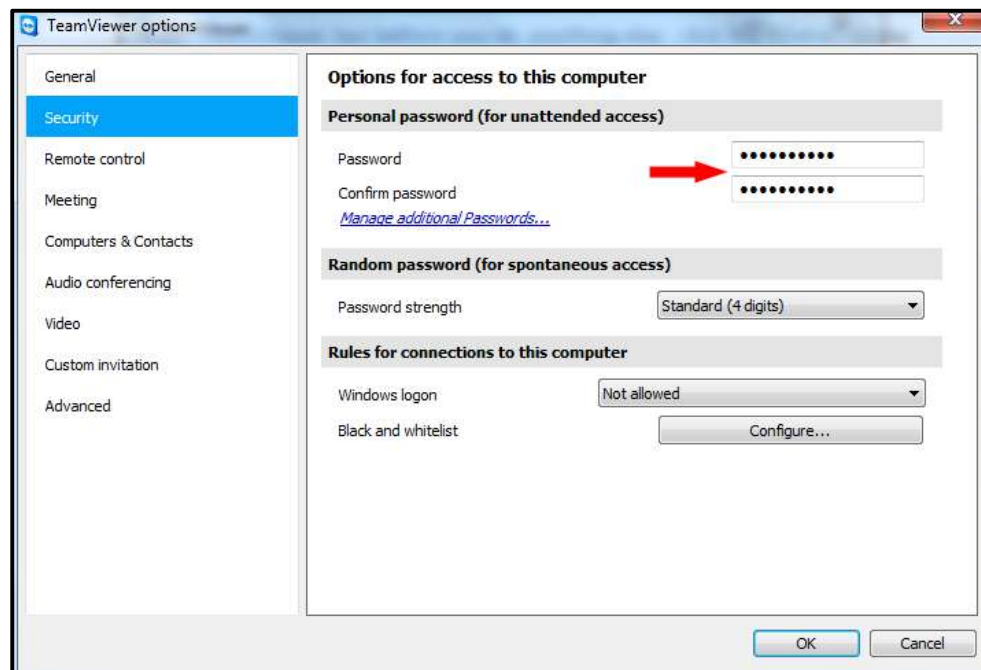 TeamViewer options
X
General
Security
Remote control
Meeting
Computers & Contacts
Audio conferencing
Video
Custom invitation
Advanced
Options for access to this computer
Personal password (for unattended access)
Password ••••••••••
Confirm password ••••••••••
Manage additional Passwords...
Random password (for spontaneous access)
Password strength Standard (4 digits)
Rules for connections to this computer
Windows logon Not allowed
Black and whitelist Configure...
OK Cancel